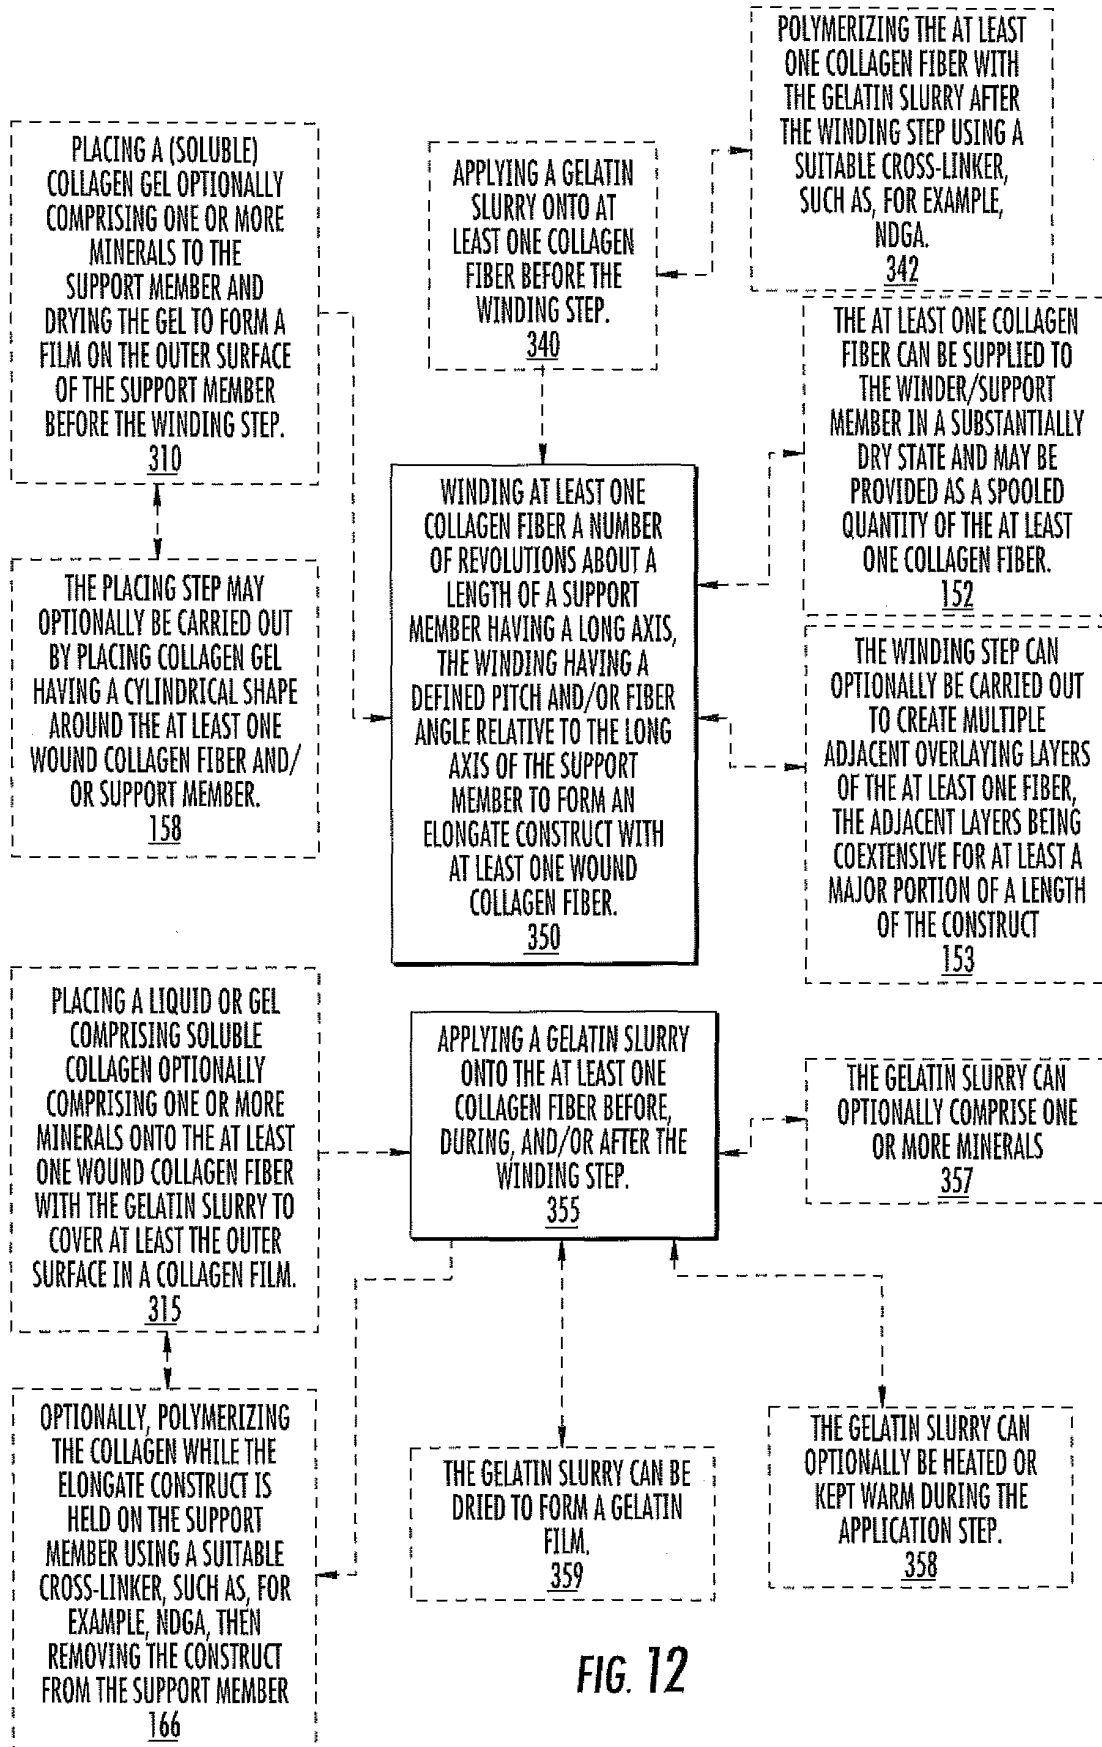 POLYMERIZING THE AT LEAST
ONE COLLAGEN FIBER WITH
THE GELATIN SLURRY AFTER
THE WINDING STEP USING A
SUITABLE CROSS-LINKER,
SUCH AS, FOR EXAMPLE,
NDGA.
342
PLACING A (SOLUBLE)
COLLAGEN GEL OPTIONALLY
COMPRISING ONE OR MORE
MINERALS TO THE
SUPPORT MEMBER AND
DRYING THE GEL TO FORM A
FILM ON THE OUTER SURFACE
OF THE SUPPORT MEMBER
BEFORE THE WINDING STEP.
310
APPLYING A GELATIN
SLURRY ONTO AT
LEAST ONE COLLAGEN
FIBER BEFORE THE
WINDING STEP.
340
THE AT LEAST ONE COLLAGEN
FIBER CAN BE SUPPLIED TO
THE WINDER/SUPPORT
MEMBER IN A SUBSTANTIALLY
DRY STATE AND MAY BE
PROVIDED AS A SPOOLED
QUANTITY OF THE AT LEAST
ONE COLLAGEN FIBER.
152
THE PLACING STEP MAY
OPTIONALLY BE CARRIED OUT
BY PLACING COLLAGEN GEL
HAVING A CYLINDRICAL SHAPE
AROUND THE AT LEAST ONE
WOUND COLLAGEN FIBER AND/
OR SUPPORT MEMBER.
158
WINDING AT LEAST ONE
COLLAGEN FIBER A NUMBER
OF REVOLUTIONS ABOUT A
LENGTH OF A SUPPORT
MEMBER HAVING A LONG AXIS,
THE WINDING HAVING A
DEFINED PITCH AND/OR FIBER
ANGLE RELATIVE TO THE LONG
AXIS OF THE SUPPORT
MEMBER TO FORM AN
ELONGATE CONSTRUCT WITH
AT LEAST ONE WOUND
COLLAGEN FIBER.
350
THE WINDING STEP CAN
OPTIONALLY BE CARRIED OUT
TO CREATE MULTIPLE
ADJACENT OVERLAYING LAYERS
OF THE AT LEAST ONE FIBER,
THE ADJACENT LAYERS BEING
COEXTENSIVE FOR AT LEAST A
MAJOR PORTION OF A LENGTH
OF THE CONSTRUCT
153
PLACING A LIQUID OR GEL
COMPRISING SOLUBLE
COLLAGEN OPTIONALLY
COMPRISING ONE OR MORE
MINERALS ONTO THE AT LEAST
ONE WOUND COLLAGEN FIBER
WITH THE GELATIN SLURRY TO
COVER AT LEAST THE OUTER
SURFACE IN A COLLAGEN FILM.
315
APPLYING A GELATIN SLURRY
ONTO THE AT LEAST ONE
COLLAGEN FIBER BEFORE,
DURING, AND/OR AFTER THE
WINDING STEP.
355
THE GELATIN SLURRY CAN
OPTIONALLY COMPRISE ONE
OR MORE MINERALS
357
OPTIONALLY, POLYMERIZING
THE COLLAGEN WHILE THE
ELONGATE CONSTRUCT IS
HELD ON THE SUPPORT
MEMBER USING A SUITABLE
CROSS-LINKER, SUCH AS, FOR
EXAMPLE, NDGA, THEN
REMOVING THE CONSTRUCT
FROM THE SUPPORT MEMBER
166
THE GELATIN SLURRY CAN BE
DRIED TO FORM A GELATIN
FILM.
359
THE GELATIN SLURRY CAN
OPTIONALLY BE HEATED OR
KEPT WARM DURING THE
APPLICATION STEP.
358
FIG. 12